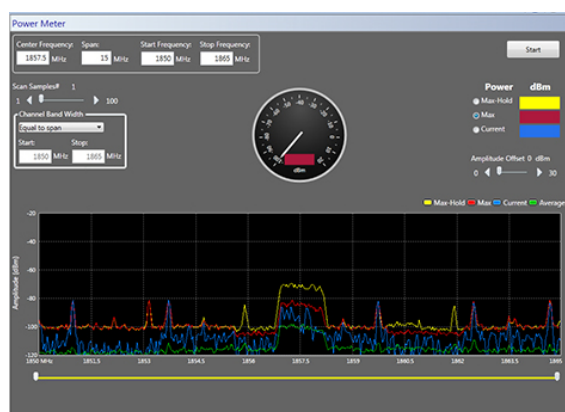 Power Meter
Center Frequency: Span: Start Frequency: Stop Frequency:
1857.5 MHz 15 MHz 1850 MHz 1865 MHz
Start
Scan Samples# 1
1 100
Channel Band Width
Equal to span
Start: Stop:
1850 MHz 1865 MHz
dBm
Power dBm
Max-Hold
Max
Current
Amplitude Offset 0 dBm
0 30
Max-Hold Max Current Average
Amplitude [dBm]
-20
-40
-60
-80
-100
-120
1850 MHz 1851.5 1853 1854.5 1856 1857.5 1859 1860.5 1862 1863.5 1865